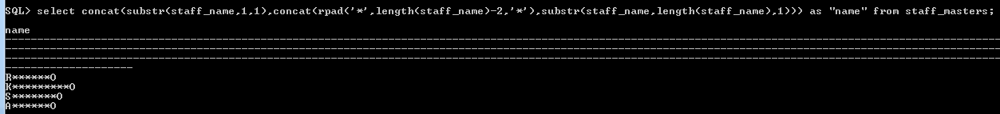 SQL> select concat(substr(staff_name,1,1),concat(rpad('*',length(staff_name)-2,'*'),substr(staff_name,length(staff_name),1))) as "name" from staff_masters;
name
------------------------------------------------------------------------------------------------------------------------------------------------------------
------------------------------------------------------------------------------------------------------------------------------------------------------------
------------------------------------------------------------------------------------------------------------------------------------------------------------
--------------------
R******O
K*********O
S*******O
A******O